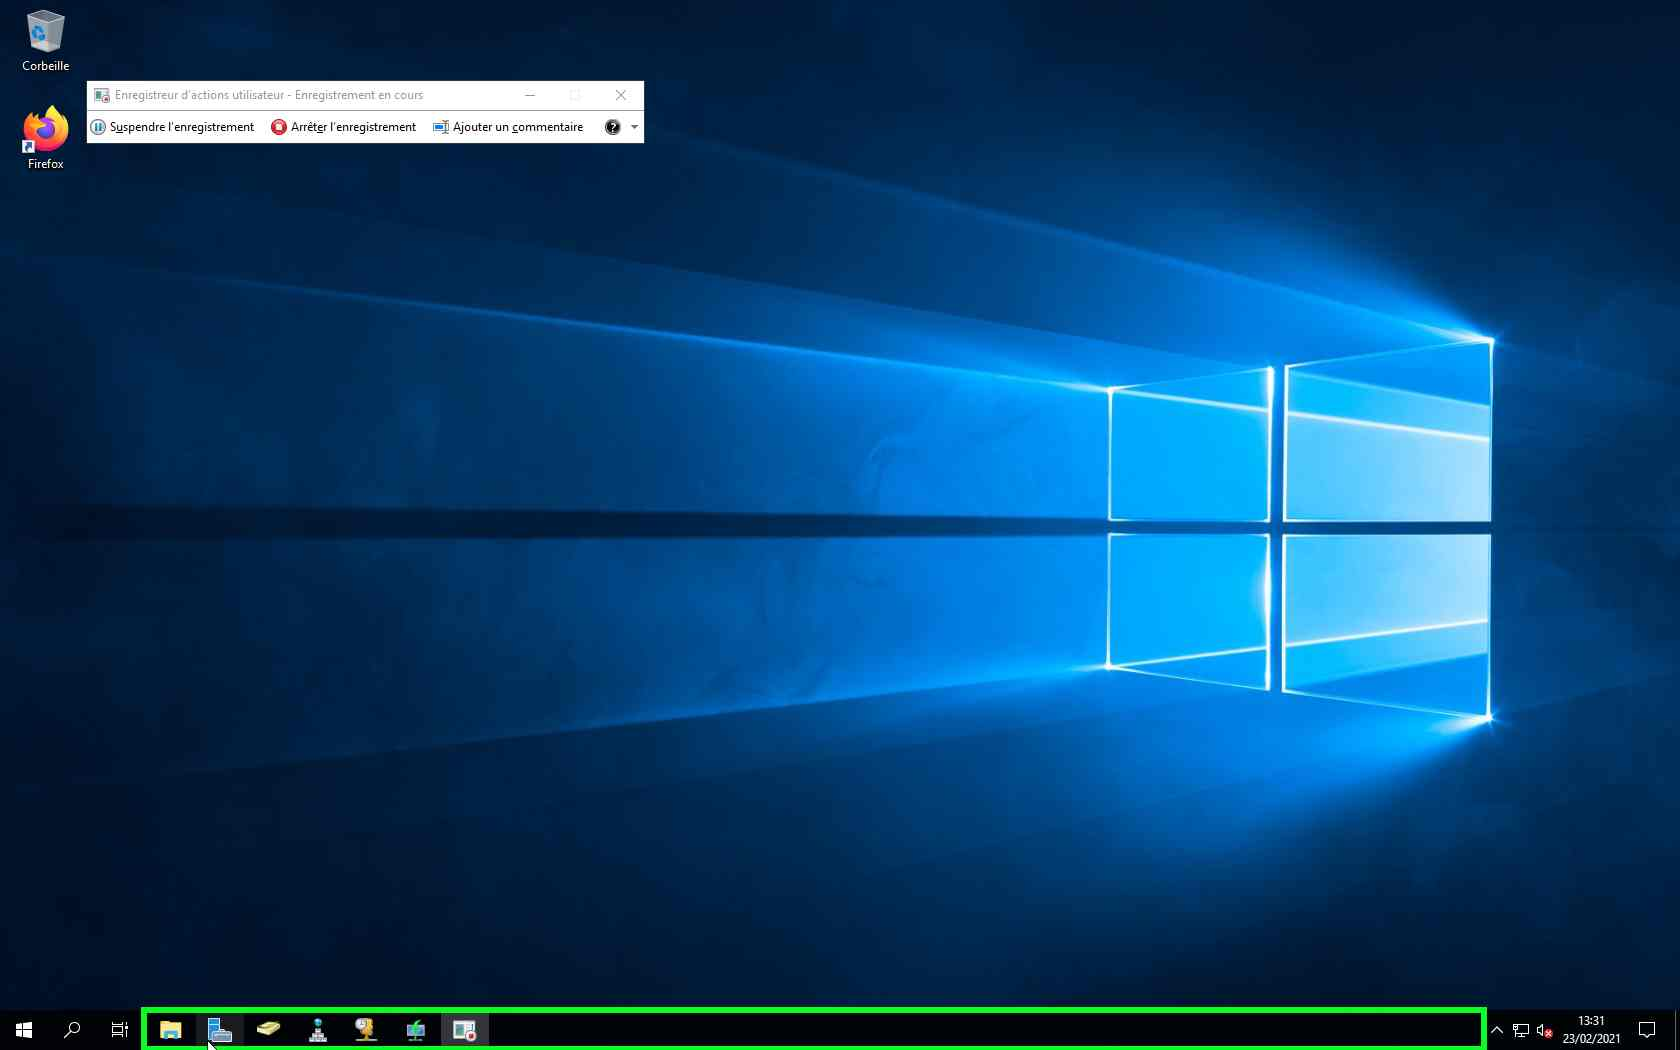 Corbeille
Enregistreur d'actions utilisateur - Enregistrement en cours
Suspendre l'enregistrement Arrêter l'enregistrement Ajouter un commentaire
Firefox
13:31
23/02/2021